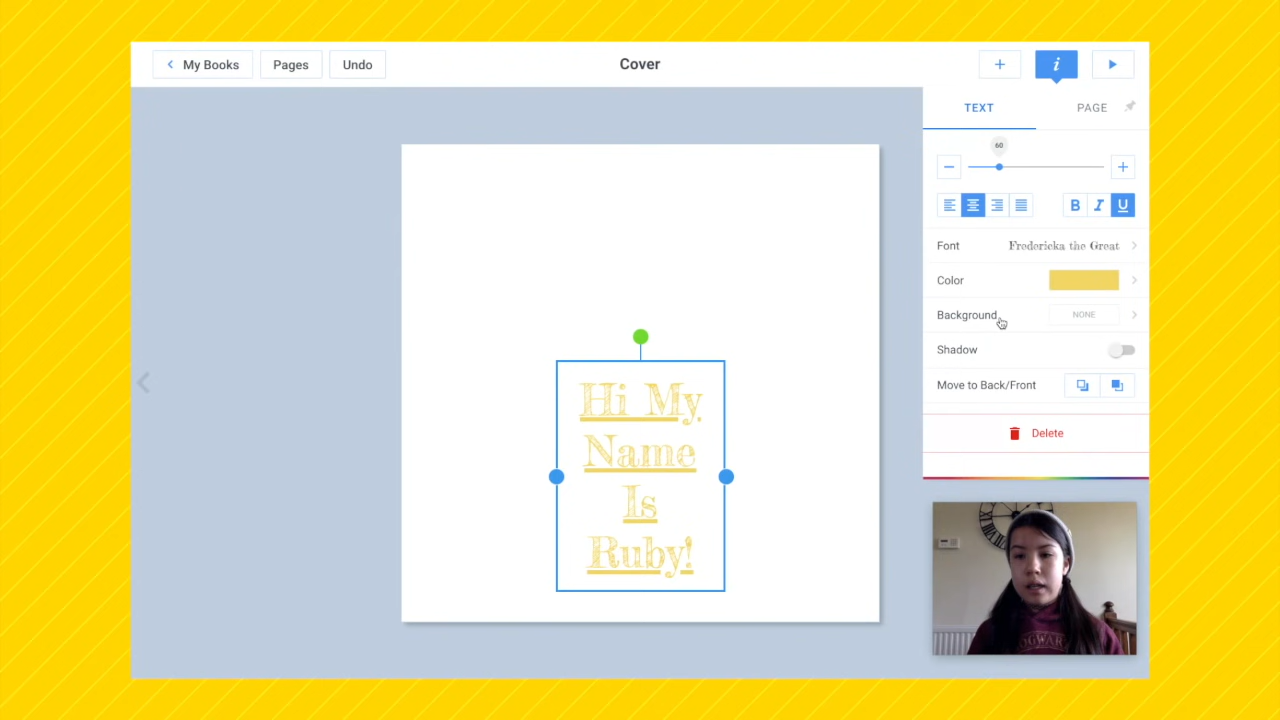 My Books
Pages
Undo
Cover
TEXT
PAGE
60
B I U
Font
Fredericka the Great
Color
Background
NONE
Shadow
Move to Back/Front
Delete
Hi My
Name
Is
Ruby!